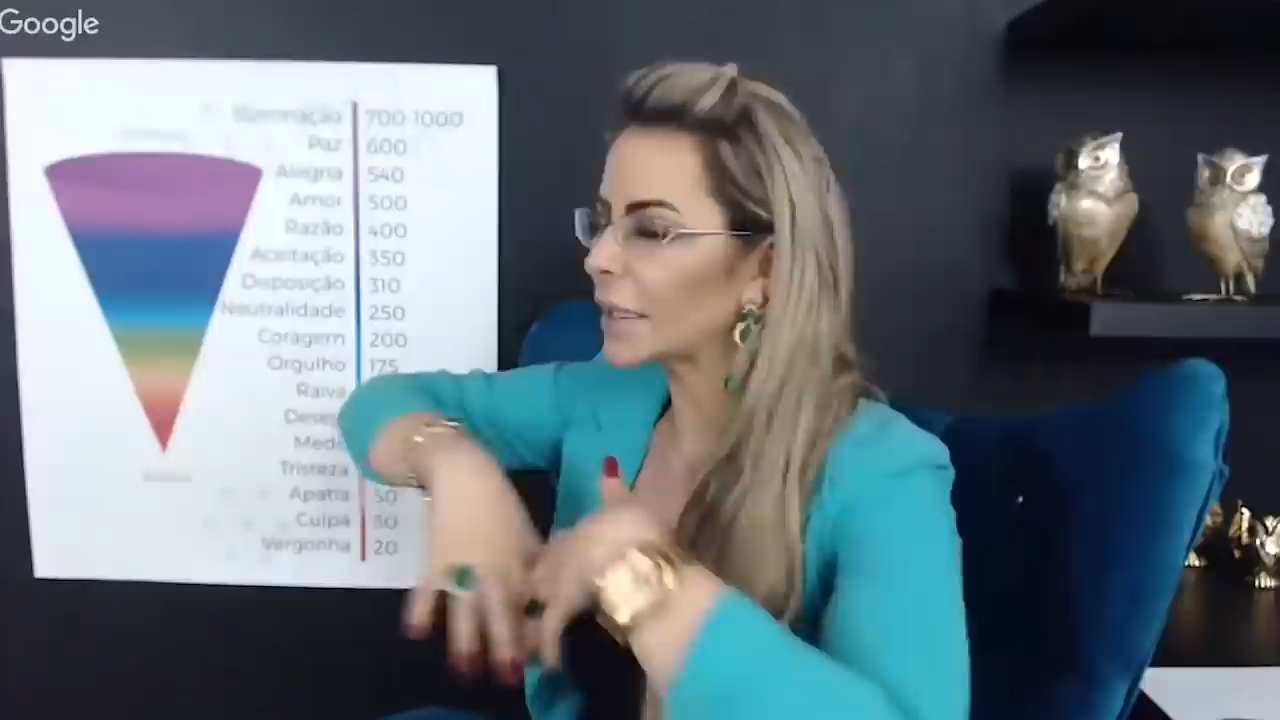 Google
Iluminação 700 1000
Paz 600
Alegria 540
Amor 500
Razão 400
Aceitação 350
Disposição 310
Neutralidade 250
Coragem 200
Orgulho 175
Raiva
Tristeza
Apatia 50
Culpa 30
Vergonha 20